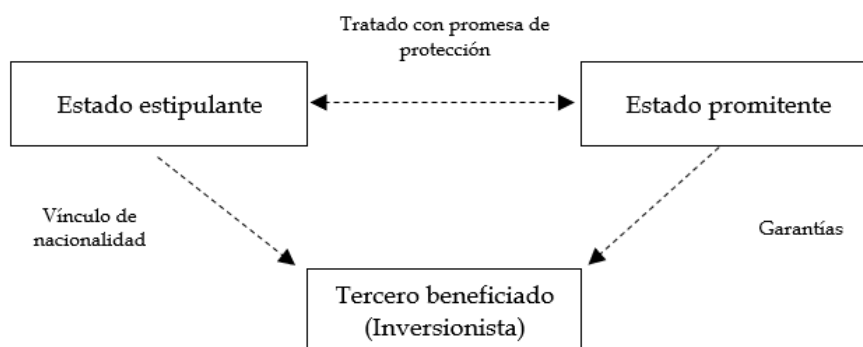 Tratado con promesa de
protección
Estado estipulante
Estado promitente
Vínculo de
nacionalidad
Garantías
Tercero beneficiado
(Inversionista)